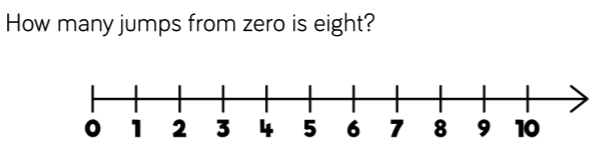 How many jumps from zero is eight?
0 1 2 3 4 5 6 7 8 9 10